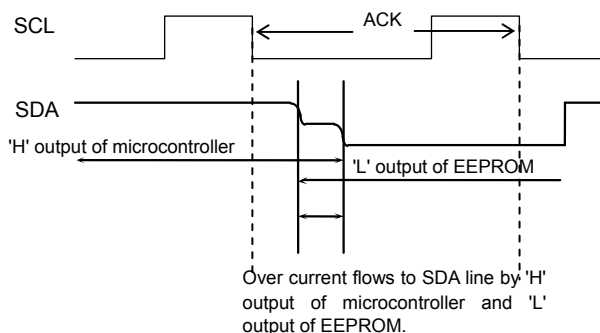 SCL
ACK
SDA
'H' output of microcontroller
'L' output of EEPROM
Over current flows to SDA line by 'H'
output of microcontroller and 'L'
output of EEPROM.